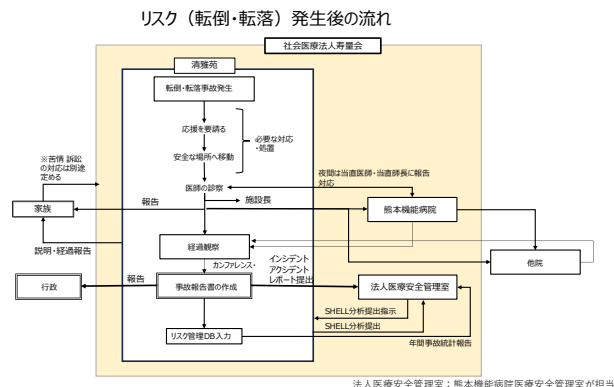 リスク（転倒・転落）発生後の流れ
社会医療法人寿量会
清雅苑
転倒・転落事故発生
応援を要請る
必要な対応
・処置
安全な場所へ移動
※苦情 訴訟
の対応は別途
定める
夜間は当直医師・当直師長に報告
対応
医師の診察
施設長
報告
家族
熊本機能病院
説明・経過報告
経過観察
他院
カンファレンス・
インシデント
アクシデント
レポート提出
報告
行政
事故報告書の作成
法人医療安全管理室
SHELL分析提出指示
SHELL分析提出
リスク管理DB入力
年間事故統計報告
法人医療安全管理室：熊本機能病院医療安全管理室が担当